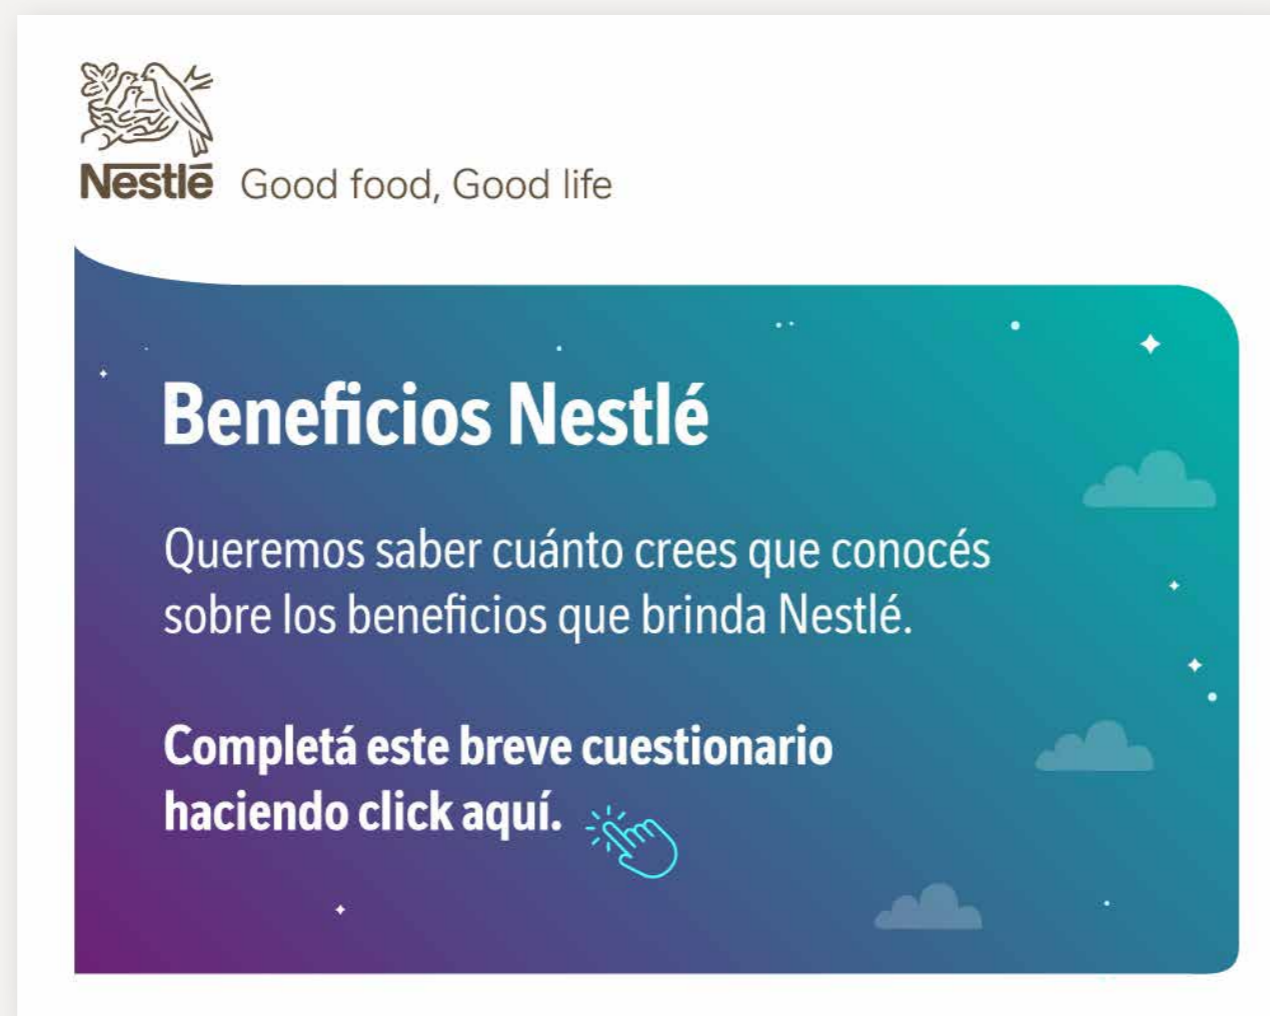 Nestlé Good food, Good life
Beneficios Nestlé
Queremos saber cuánto crees que conocés
sobre los beneficios que brinda Nestlé.
Completá este breve cuestionario
haciendo click aquí.